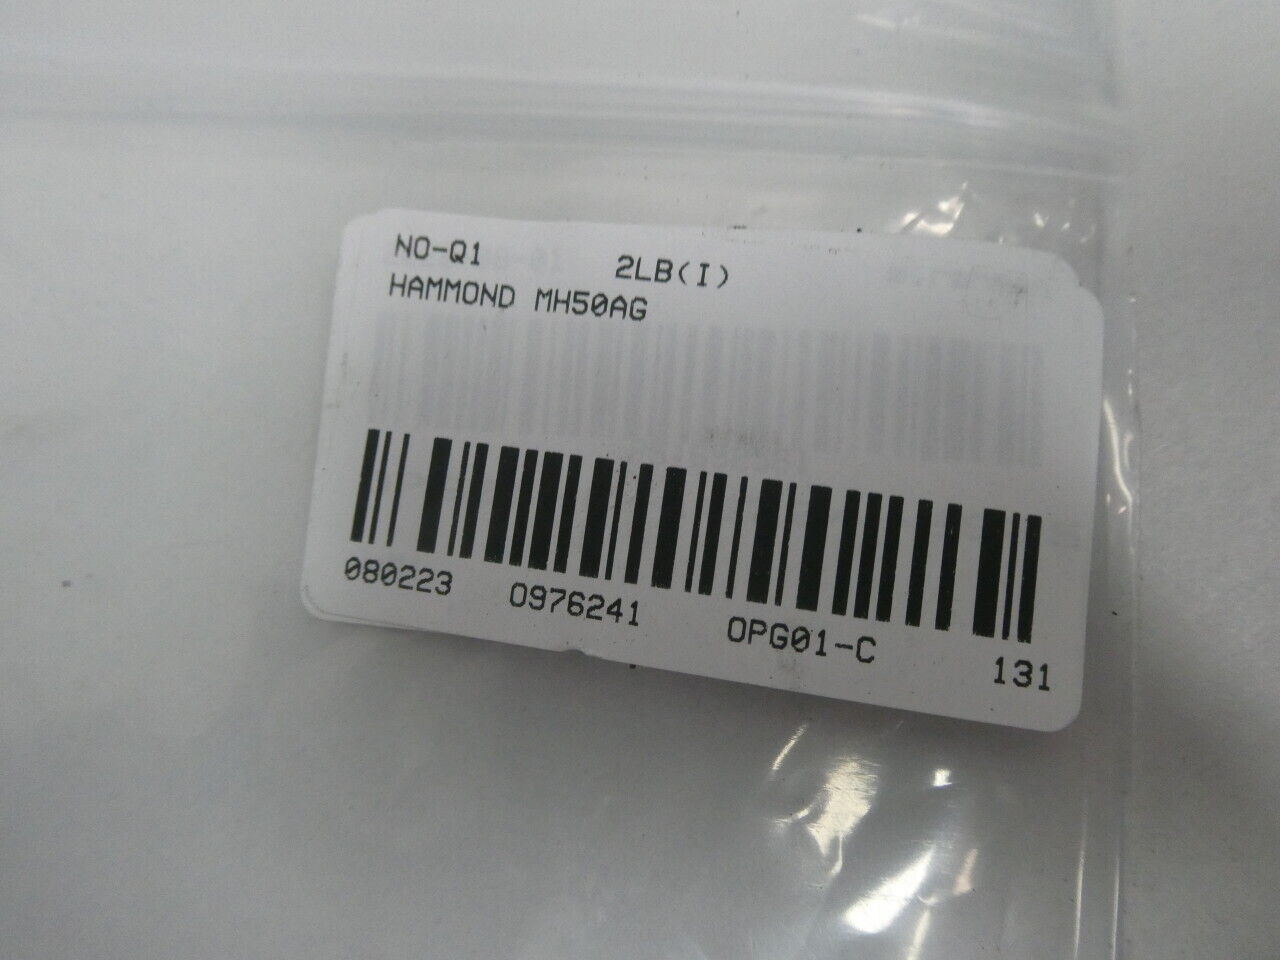 NO-Q1 2LB(I)
HAMMOND MH50AG
080223 0976241 OPG01-C 131